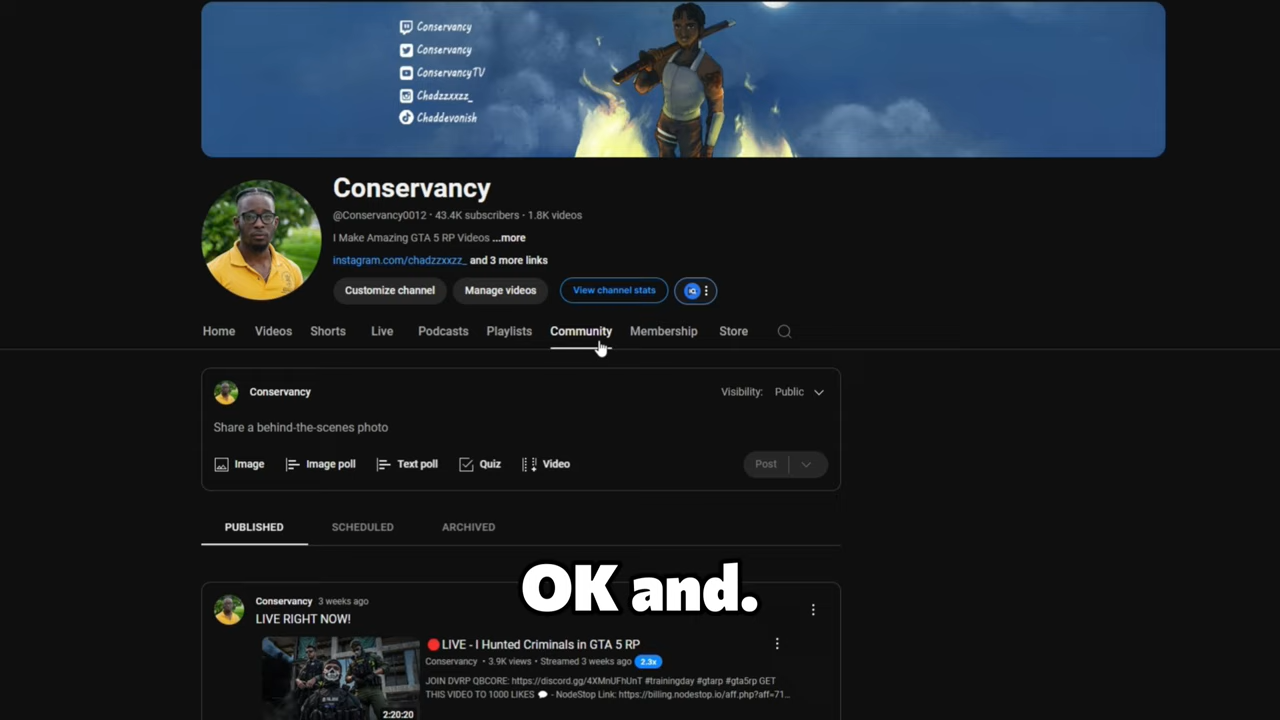 Conservancy
Conservancy
ConservancyTV
Chadzzxxzz_
Chaddevonish
Conservancy
@Conservancy0012 · 43.4K subscribers · 1.8K videos
I Make Amazing GTA 5 RP Videos ...more
instagram.com/chadzzxxzz_ and 3 more links
Customize channel Manage videos View channel stats
Home Videos Shorts Live Podcasts Playlists Community Membership Store
Conservancy Visibility: Public
Share a behind-the-scenes photo
Image Image poll Text poll Quiz Video Post
PUBLISHED SCHEDULED ARCHIVED
OK and.
Conservancy 3 weeks ago
LIVE RIGHT NOW!
LIVE - I Hunted Criminals in GTA 5 RP
Conservancy • 3.9K views • Streamed 3 weeks ago 2.3x
JOIN DVRP QBCORE: https://discord.gg/4XMnUFhUnT #trainingday #gtarp #gta5rp GET
THIS VIDEO TO 1000 LIKES 💬 - NodeStop Link: https://billing.nodestop.io/aff.php?aff=71...
2:20:20